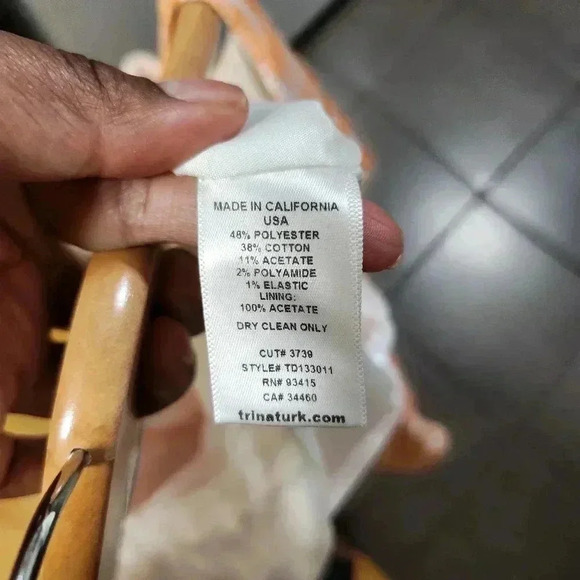 MADE IN CALIFORNIA
USA
48% POLYESTER
38% COTTON
11% ACETATE
2% POLYAMIDE
1% ELASTIC
LINING:
100% ACETATE
DRY CLEAN ONLY
CUT# 3739
STYLE# TD133011
RN# 93415
CA# 34460
trinaturk.com